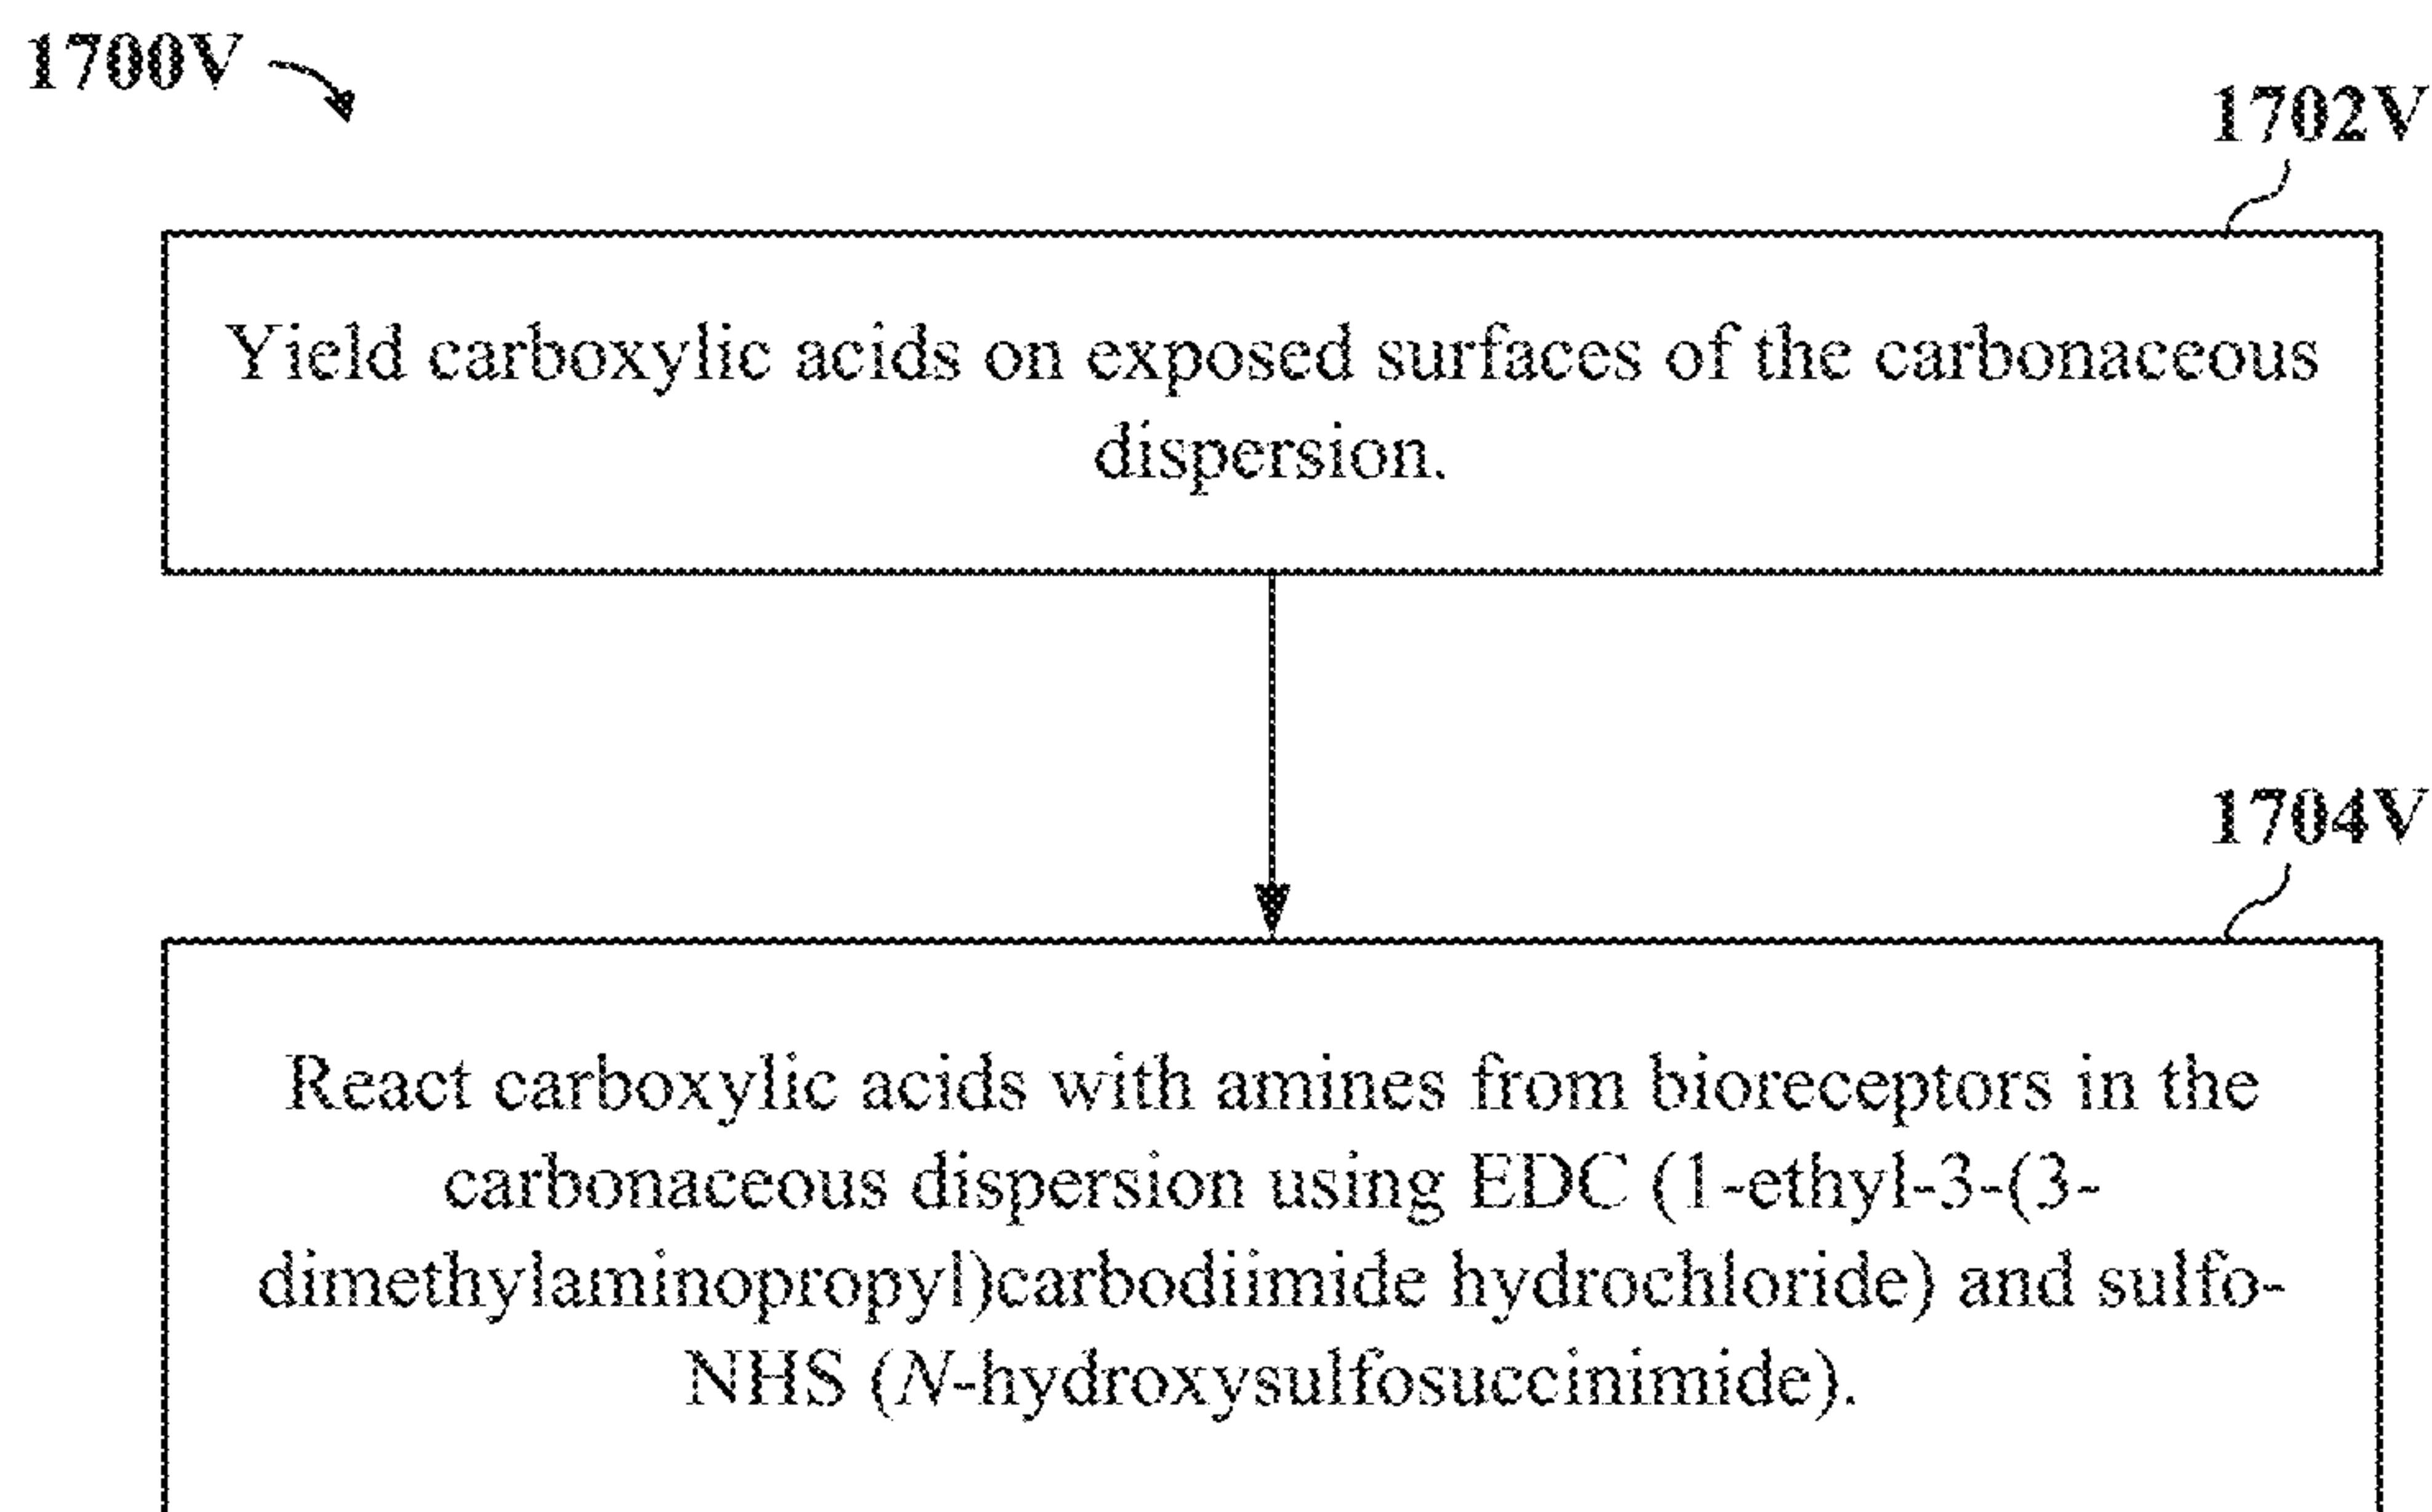 1700V
1702V
Yield carboxylic acids on exposed surfaces of the carbonaceous
dispersion.
1704V
React carboxylic acids with amines from bioreceptors in the
carbonaceous dispersion using EDC (1-ethyl-3-(3-
dimethylaminopropyl)carbodiimide hydrochloride) and sulfo-
NHS (N-hydroxysulfosuccinimide).